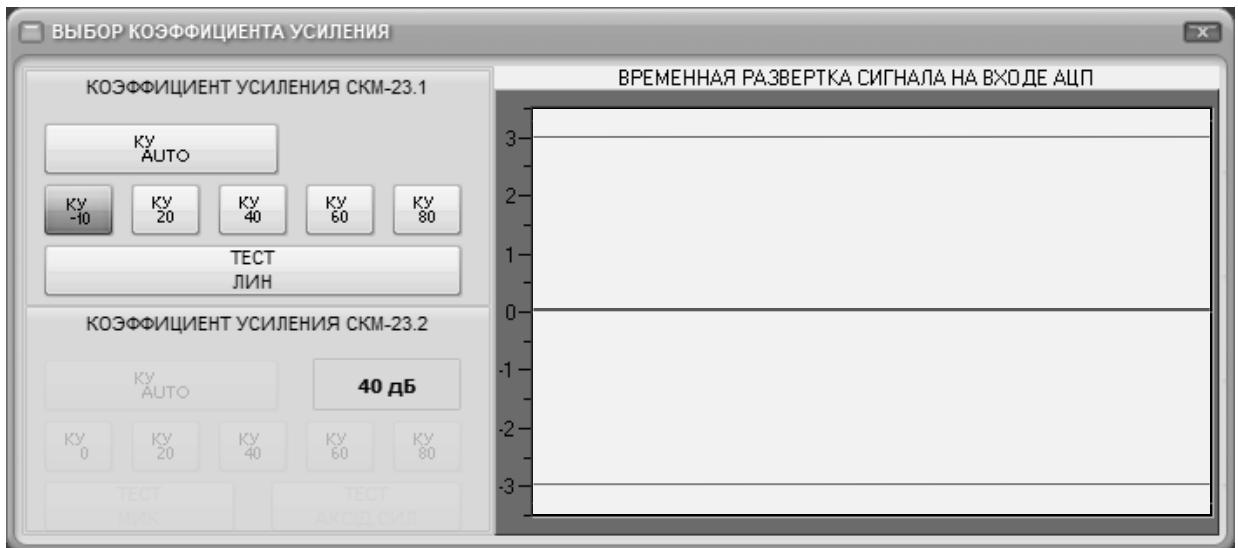 ВЫБОР КОЭФФИЦИЕНТА УСИЛЕНИЯ
КОЭФФИЦИЕНТ УСИЛЕНИЯ СКМ-23.1
КУ
AUTO
КУ
-10
КУ
20
КУ
40
КУ
60
КУ
80
ТЕСТ
ЛИН
КОЭФФИЦИЕНТ УСИЛЕНИЯ СКМ-23.2
КУ
AUTO
40 дБ
КУ
0
КУ
20
КУ
40
КУ
60
КУ
80
ТЕСТ
МИК
ТЕСТ
ВРЕМЕННАЯ РАЗВЕРТКА СИГНАЛА НА ВХОДЕ АЦП
3
2
1
0
-1
-2
-3